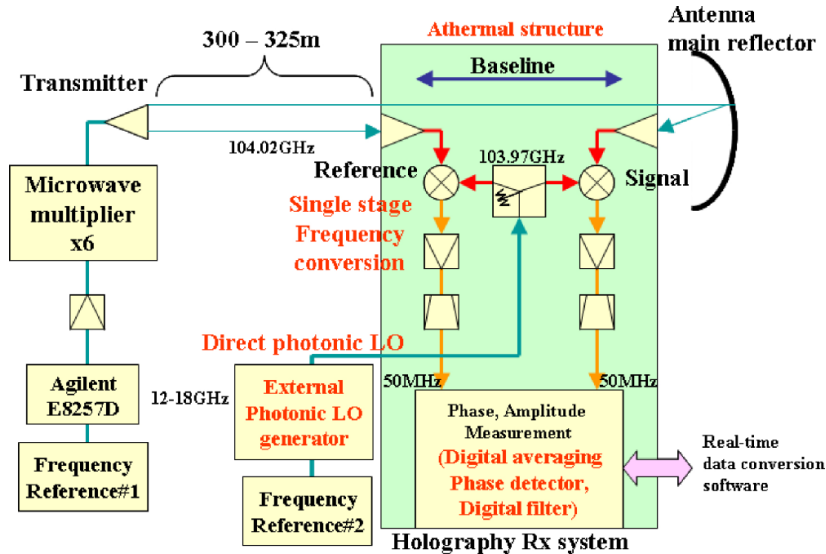 Athermal structure
Antenna
main reflector
300 – 325m
Transmitter
Baseline
104.02GHz
103.97GHz
Reference
Signal
Microwave
multiplier
x6
Single stage
Frequency
conversion
Direct photonic LO
Agilent
E8257D
12-18GHz
External
Photonic LO
generator
50MHz
50MHz
Phase, Amplitude
Measurement
(Digital averaging
Phase detector,
Digital filter)
Real-time
data conversion
software
Frequency
Reference#1
Frequency
Reference#2
Holography Rx system